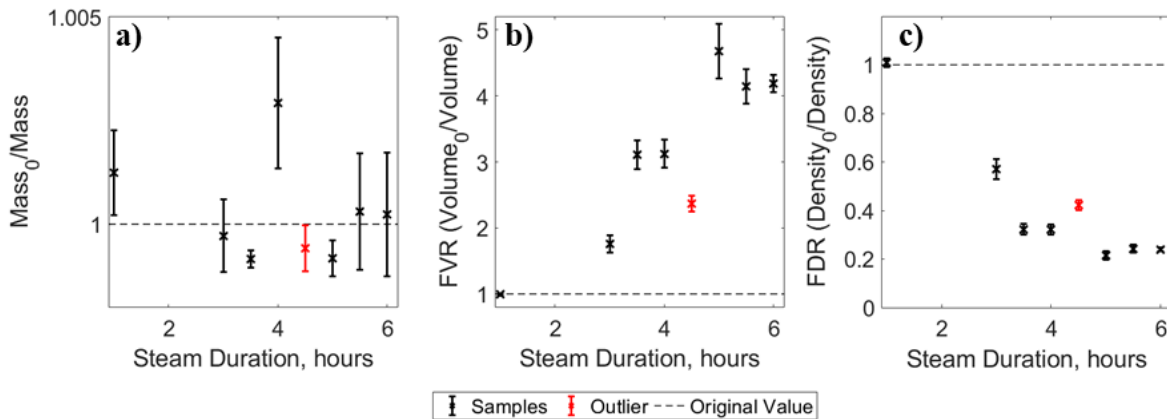 a)
1.005
1
2 4 6
Mass0/Mass
Steam Duration, hours
b)
5
4
3
2
1
2 4 6
FVR (Volume0/Volume)
Steam Duration, hours
c)
1
0.8
0.6
0.4
0.2
0
2 4 6
FDR (Density0/Density)
Steam Duration, hours
Samples Outlier Original Value